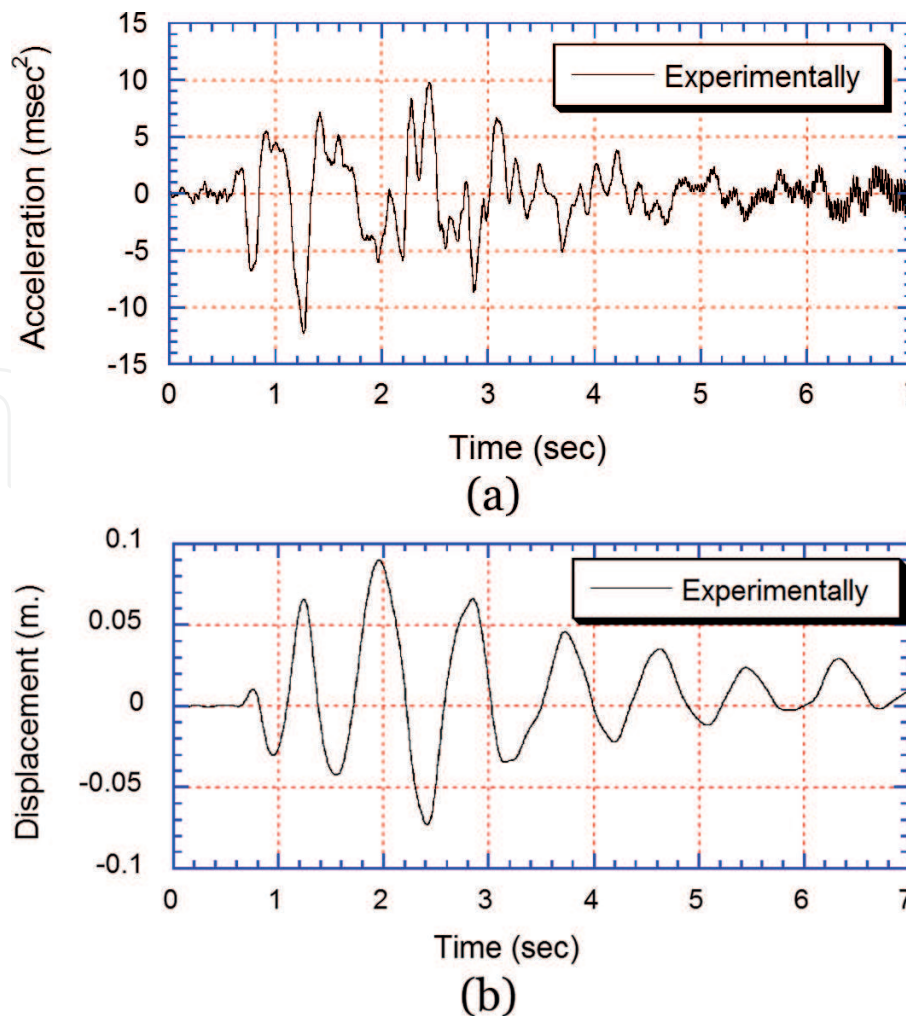 15
10
5
0
-5
-10
-15
Acceleration (msec²)
Experimentally
0 1 2 3 4 5 6
Time (sec)
(a)
0.1
0.05
0
-0.05
-0.1
Displacement (m.)
Experimentally
0 1 2 3 4 5 6 7
Time (sec)
(b)